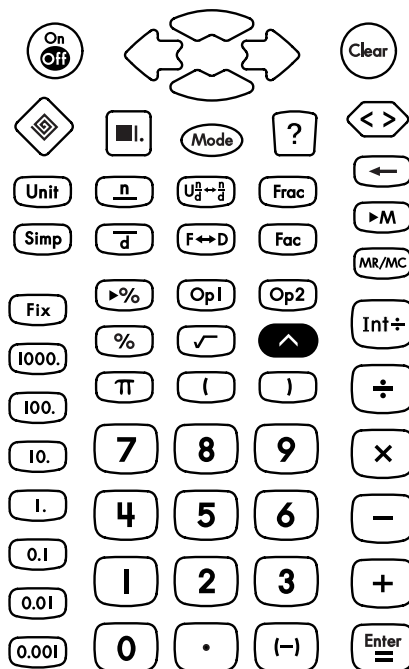 On
Off
Clear
■I.
Mode
?
< >
Unit
n
U n/d ↔ n/d
Frac
←
Simp
d
F↔D
Fac
▸M
MR/MC
Fix
▸%
Op1
Op2
Int÷
1000.
%
√
^
100.
π
(
)
÷
10.
7
8
9
×
1.
4
5
6
−
0.1
1
2
3
+
0.01
0.001
0
.
(−)
Enter
=